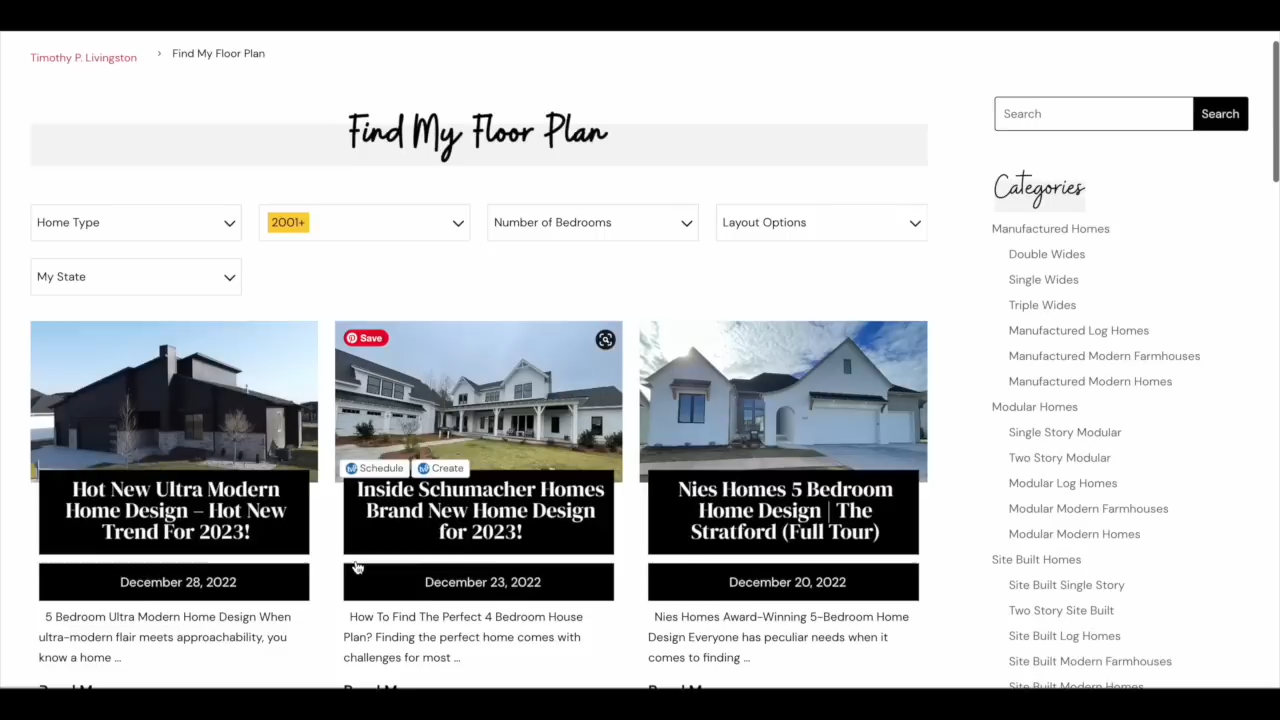 Timothy P. Livingston > Find My Floor Plan
Find My Floor Plan
Home Type
2001+
Number of Bedrooms
Layout Options
My State
Save
Schedule
Create
Hot New Ultra Modern
Home Design – Hot New
Trend For 2023!
December 28, 2022
5 Bedroom Ultra Modern Home Design When
ultra-modern flair meets approachability, you
know a home ...
Inside Schumacher Homes
Brand New Home Design
for 2023!
December 23, 2022
How To Find The Perfect 4 Bedroom House
Plan? Finding the perfect home comes with
challenges for most ...
Nies Homes 5 Bedroom
Home Design | The
Stratford (Full Tour)
December 20, 2022
Nies Homes Award-Winning 5-Bedroom Home
Design Everyone has peculiar needs when it
comes to finding ...
Search
Search
Categories
Manufactured Homes
Double Wides
Single Wides
Triple Wides
Manufactured Log Homes
Manufactured Modern Farmhouses
Manufactured Modern Homes
Modular Homes
Single Story Modular
Two Story Modular
Modular Log Homes
Modular Modern Farmhouses
Modular Modern Homes
Site Built Homes
Site Built Single Story
Two Story Site Built
Site Built Log Homes
Site Built Modern Farmhouses
Site Built Modern Homes